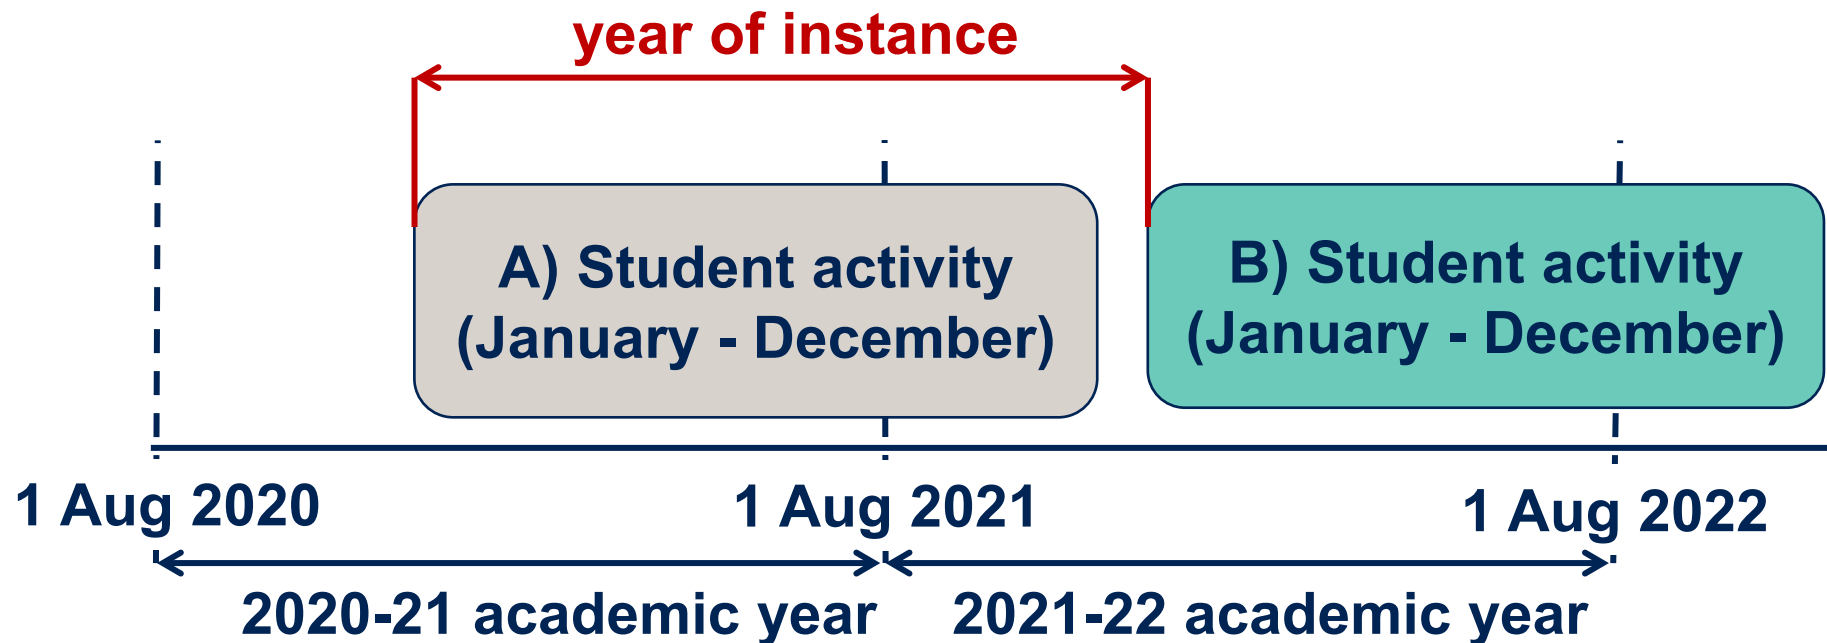 year of instance
A) Student activity
(January - December)
B) Student activity
(January - December)
1 Aug 2020
1 Aug 2021
1 Aug 2022
2020-21 academic year
2021-22 academic year